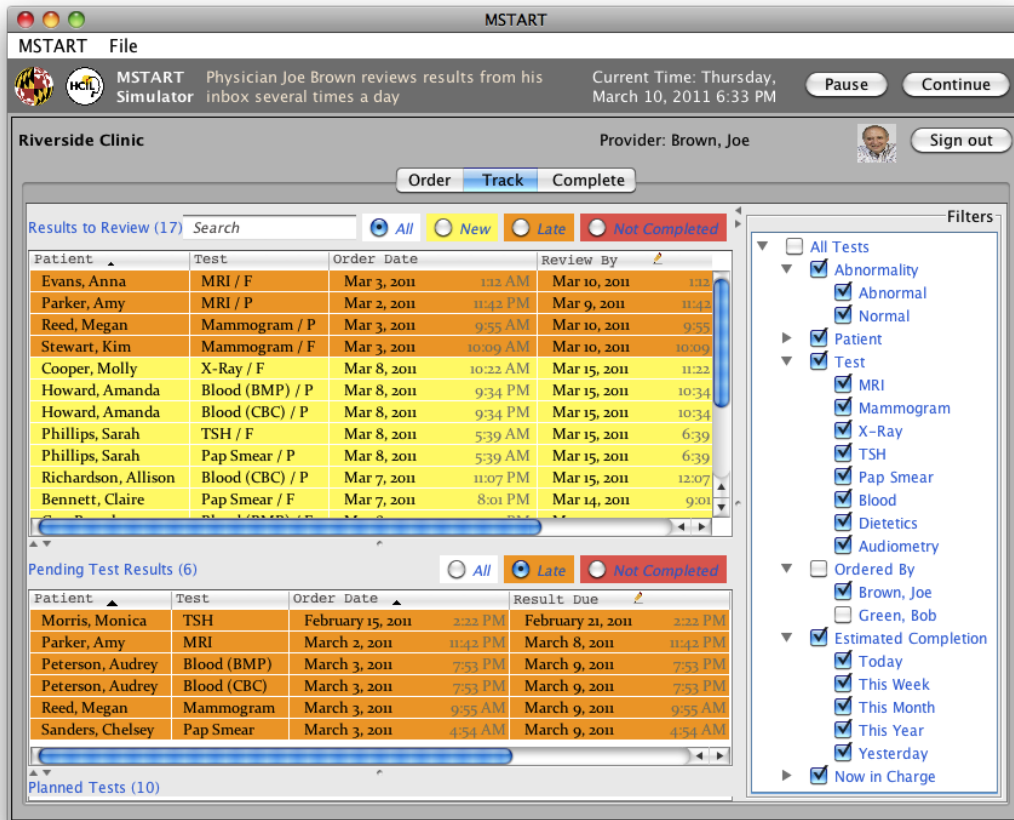 MSTART
MSTART File
MSTART Simulator
Physician Joe Brown reviews results from his inbox several times a day
Current Time: Thursday, March 10, 2011 6:33 PM
Pause Continue
HCIL
Riverside Clinic
Provider: Brown, Joe
Sign out
Order Track Complete
Results to Review (17) Search All New Late Not Completed
Patient Test Order Date Review By
Evans, Anna MRI / F Mar 3, 2011 1:12 AM Mar 10, 2011 1:12
Parker, Amy MRI / P Mar 2, 2011 11:42 PM Mar 9, 2011 11:42
Reed, Megan Mammogram / P Mar 3, 2011 9:55 AM Mar 10, 2011 9:55
Stewart, Kim Mammogram / F Mar 3, 2011 10:09 AM Mar 10, 2011 10:09
Cooper, Molly X-Ray / F Mar 8, 2011 10:22 AM Mar 15, 2011 11:22
Howard, Amanda Blood (BMP) / P Mar 8, 2011 9:34 PM Mar 15, 2011 10:34
Howard, Amanda Blood (CBC) / P Mar 8, 2011 9:34 PM Mar 15, 2011 10:34
Phillips, Sarah TSH / F Mar 8, 2011 5:39 AM Mar 15, 2011 6:39
Phillips, Sarah Pap Smear / P Mar 8, 2011 5:39 AM Mar 15, 2011 6:39
Richardson, Allison Blood (CBC) / P Mar 7, 2011 11:07 PM Mar 15, 2011 12:07
Bennett, Claire Pap Smear / F Mar 7, 2011 8:01 PM Mar 14, 2011 9:01
Pending Test Results (6) All Late Not Completed
Patient Test Order Date Result Due
Morris, Monica TSH February 15, 2011 2:22 PM February 21, 2011 2:22 PM
Parker, Amy MRI March 2, 2011 11:42 PM March 8, 2011 11:42 PM
Peterson, Audrey Blood (BMP) March 3, 2011 7:53 PM March 9, 2011 7:53 PM
Peterson, Audrey Blood (CBC) March 3, 2011 7:53 PM March 9, 2011 7:53 PM
Reed, Megan Mammogram March 3, 2011 9:55 AM March 9, 2011 9:55 AM
Sanders, Chelsey Pap Smear March 3, 2011 4:54 AM March 9, 2011 4:54 AM
Planned Tests (10)
Filters
All Tests
Abnormality
Abnormal
Normal
Patient
Test
MRI
Mammogram
X-Ray
TSH
Pap Smear
Blood
Dietetics
Audiometry
Ordered By
Brown, Joe
Green, Bob
Estimated Completion
Today
This Week
This Month
This Year
Yesterday
Now in Charge